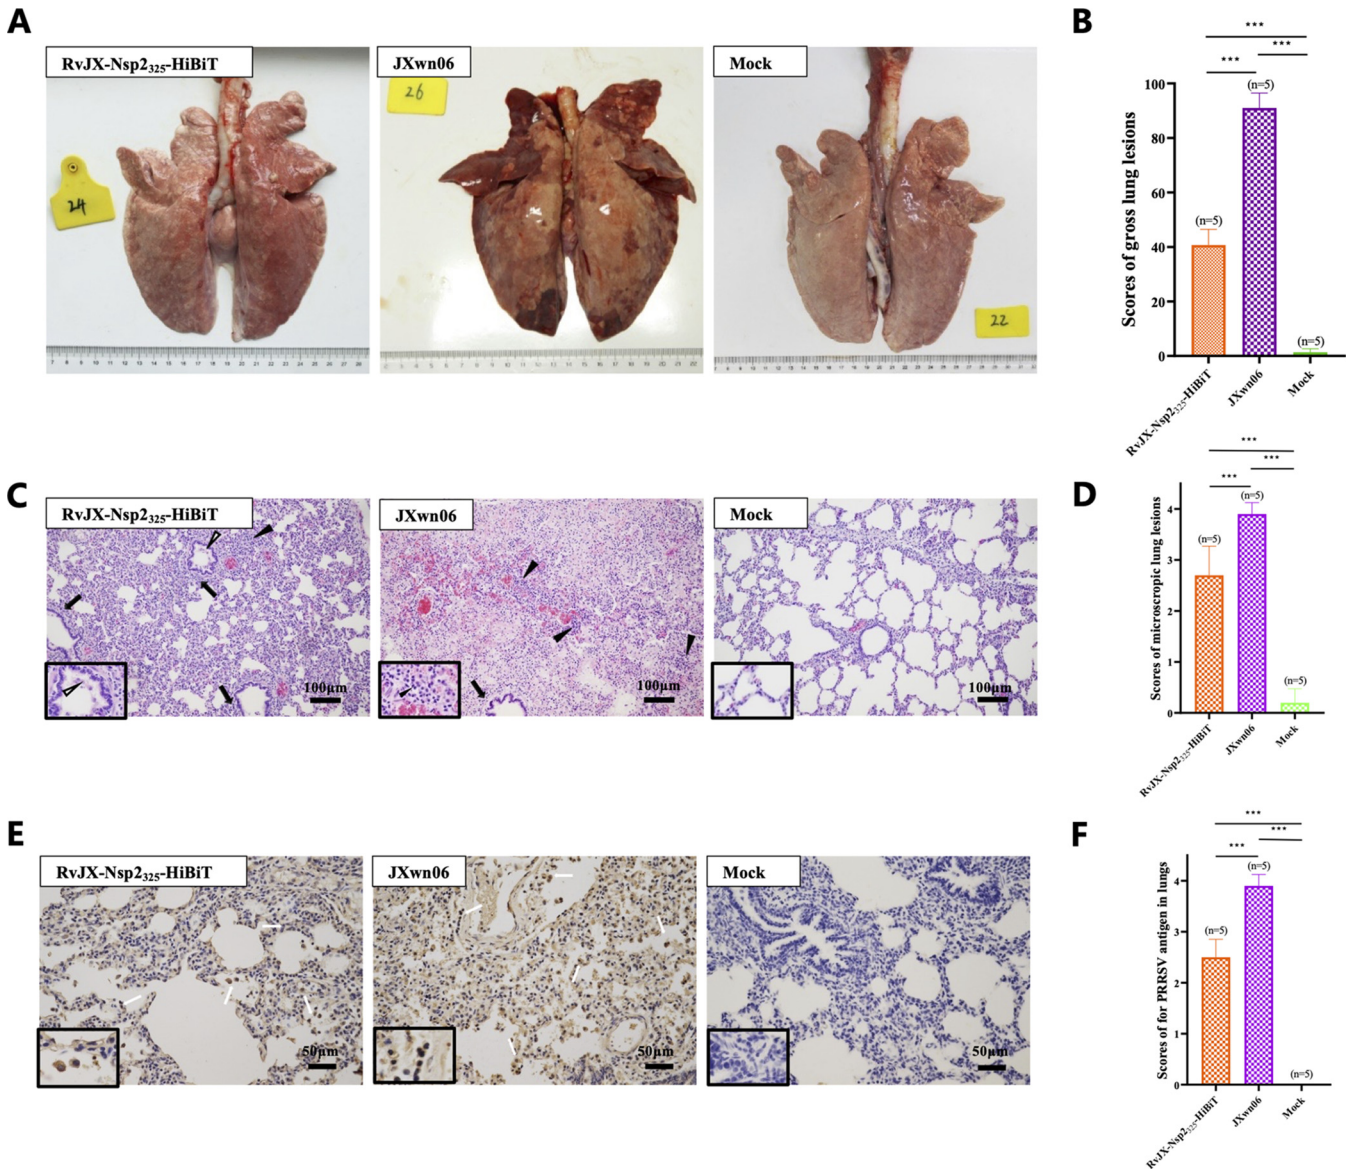 A
RvJX-Nsp2325-HiBiT
JXwn06
Mock
24
26
22
B
***
***
***
(n=5)
(n=5)
(n=5)
Scores of gross lung lesions
100
80
60
40
20
0
RvJX-Nsp2325-HiBiT
JXwn06
Mock
C
RvJX-Nsp2325-HiBiT
JXwn06
Mock
100μm
100μm
100μm
D
***
***
***
(n=5)
(n=5)
(n=5)
Scores of microscopic lung lesions
4
3
2
1
0
RvJX-Nsp2325-HiBiT
JXwn06
Mock
E
RvJX-Nsp2325-HiBiT
JXwn06
Mock
50μm
50μm
50μm
F
***
***
***
(n=5)
(n=5)
(n=5)
Scores of for PRRSV antigen in lungs
4
3
2
1
0
RvJX-Nsp2325-HiBiT
JXwn06
Mock